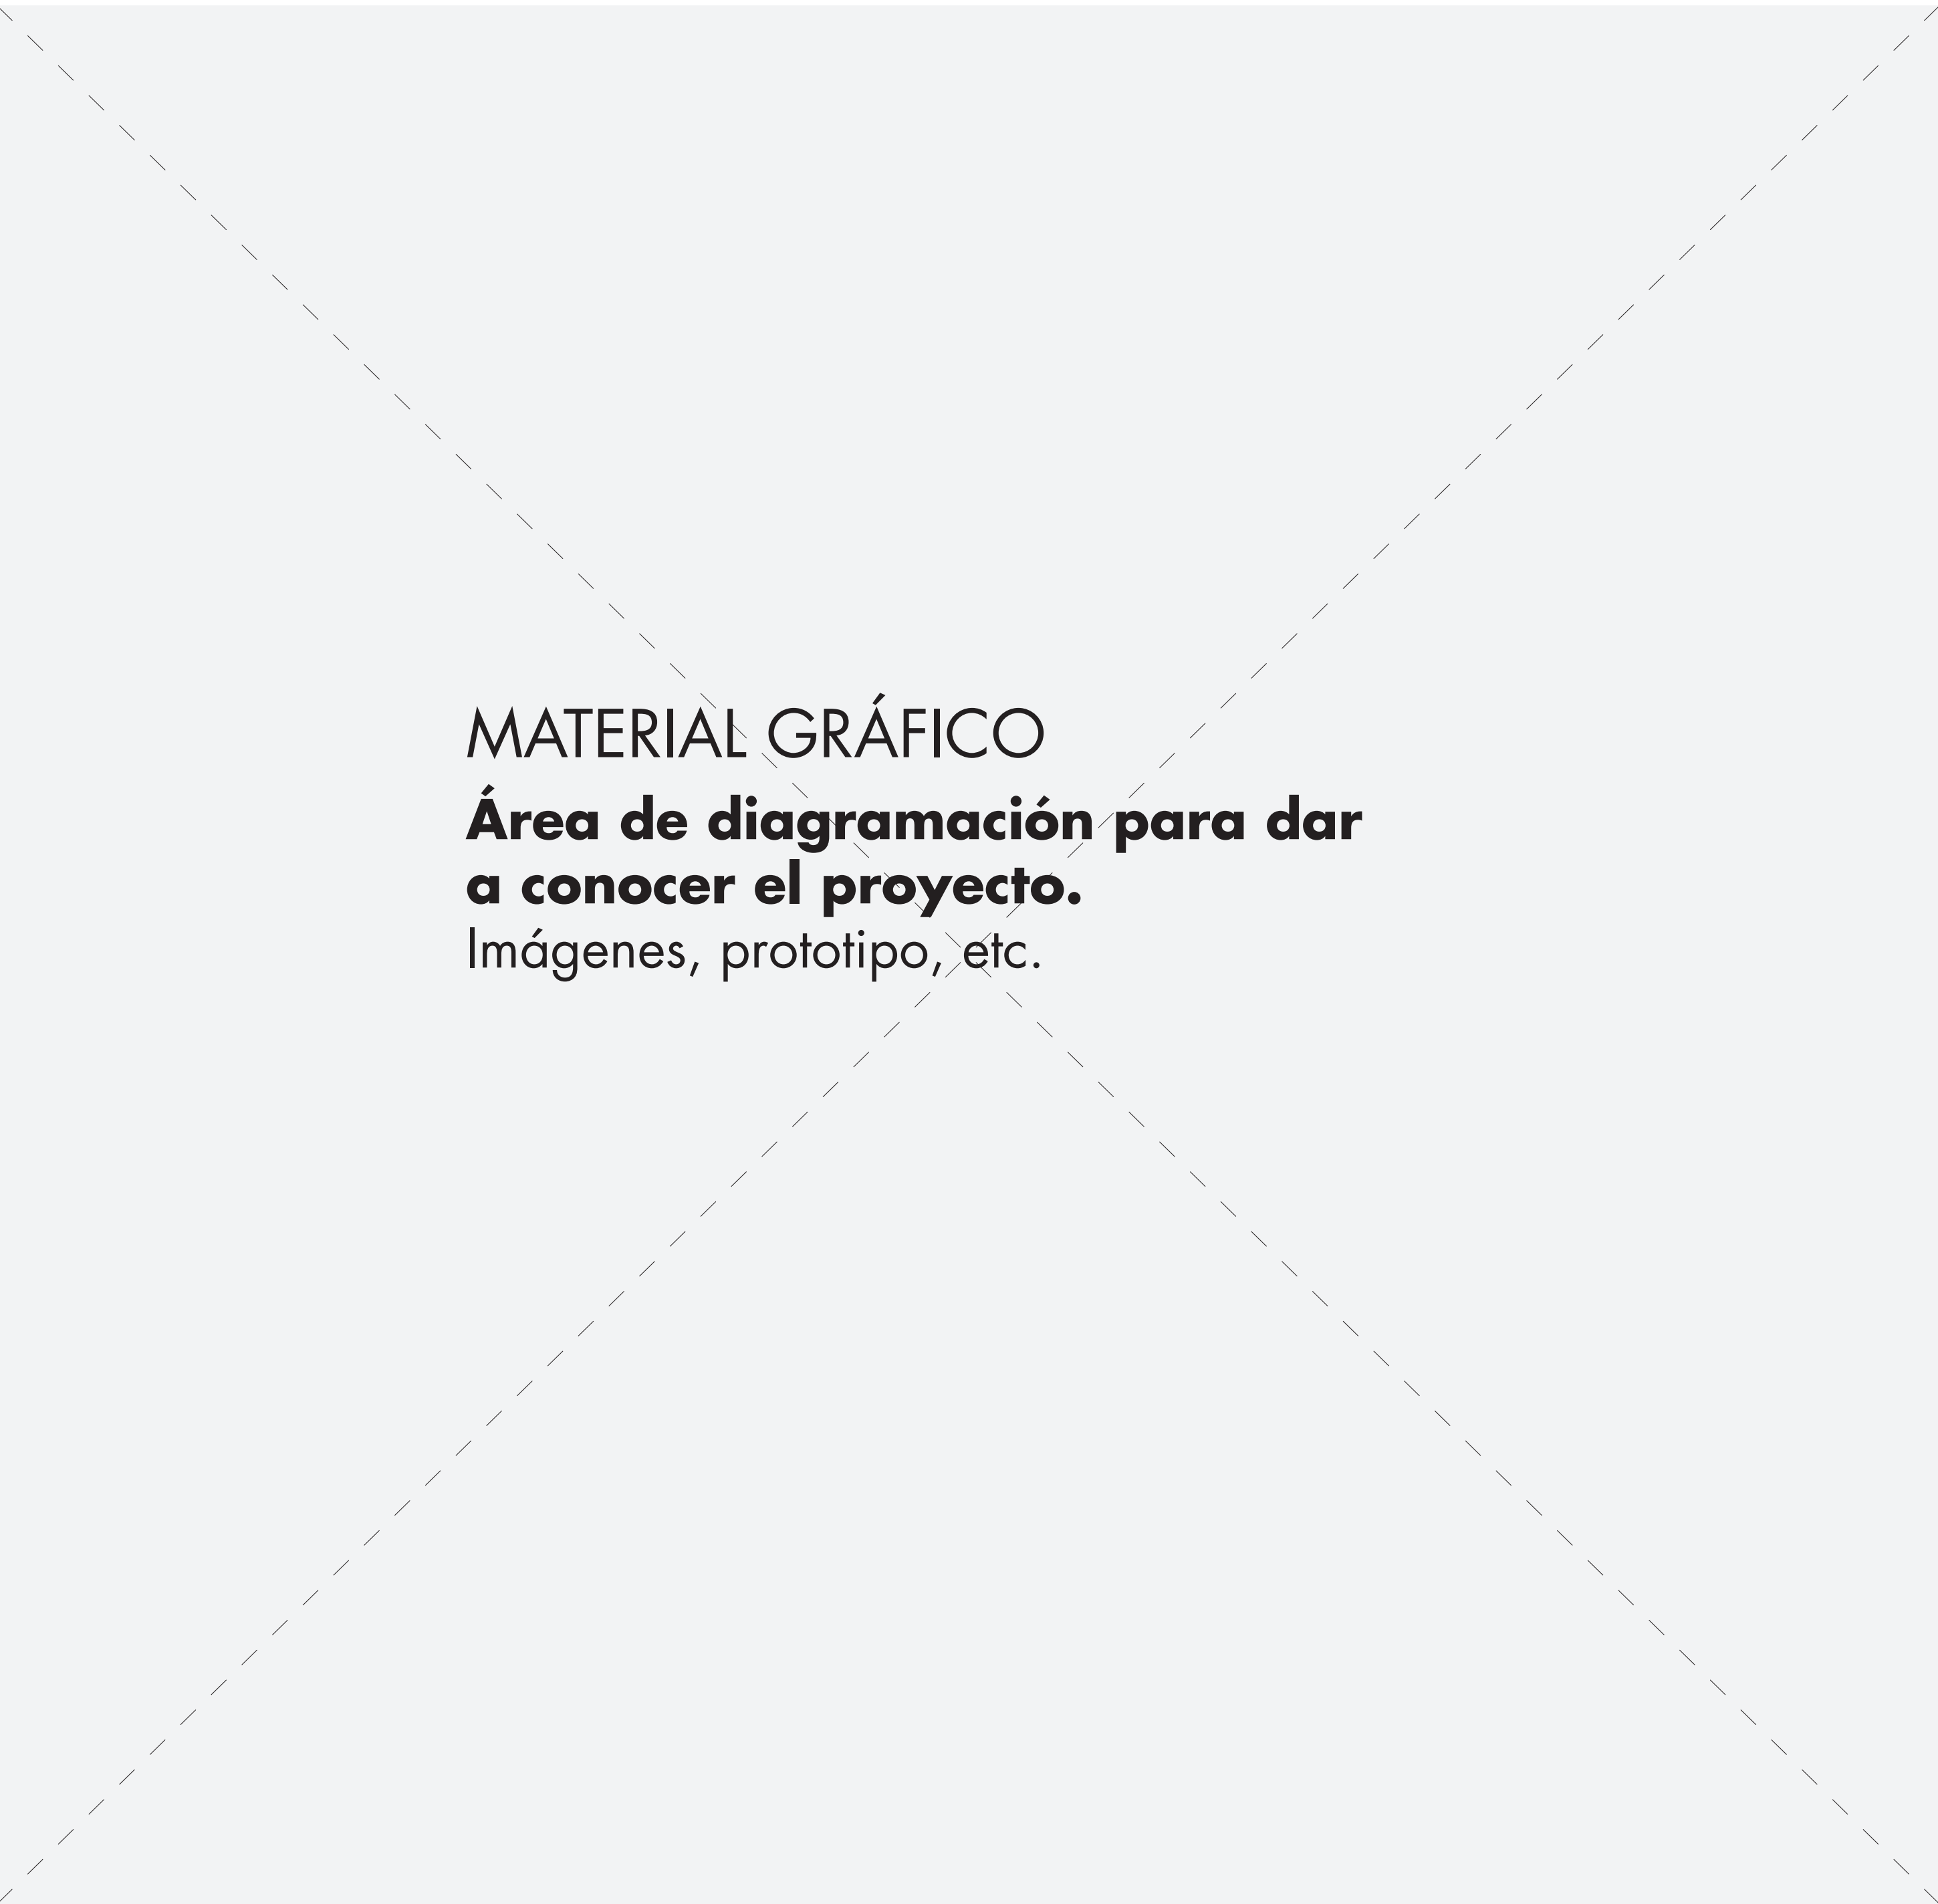 MATERIAL GRÁFICO
Área de diagramación para dar
a conocer el proyecto.
Imágenes, prototipo, etc.